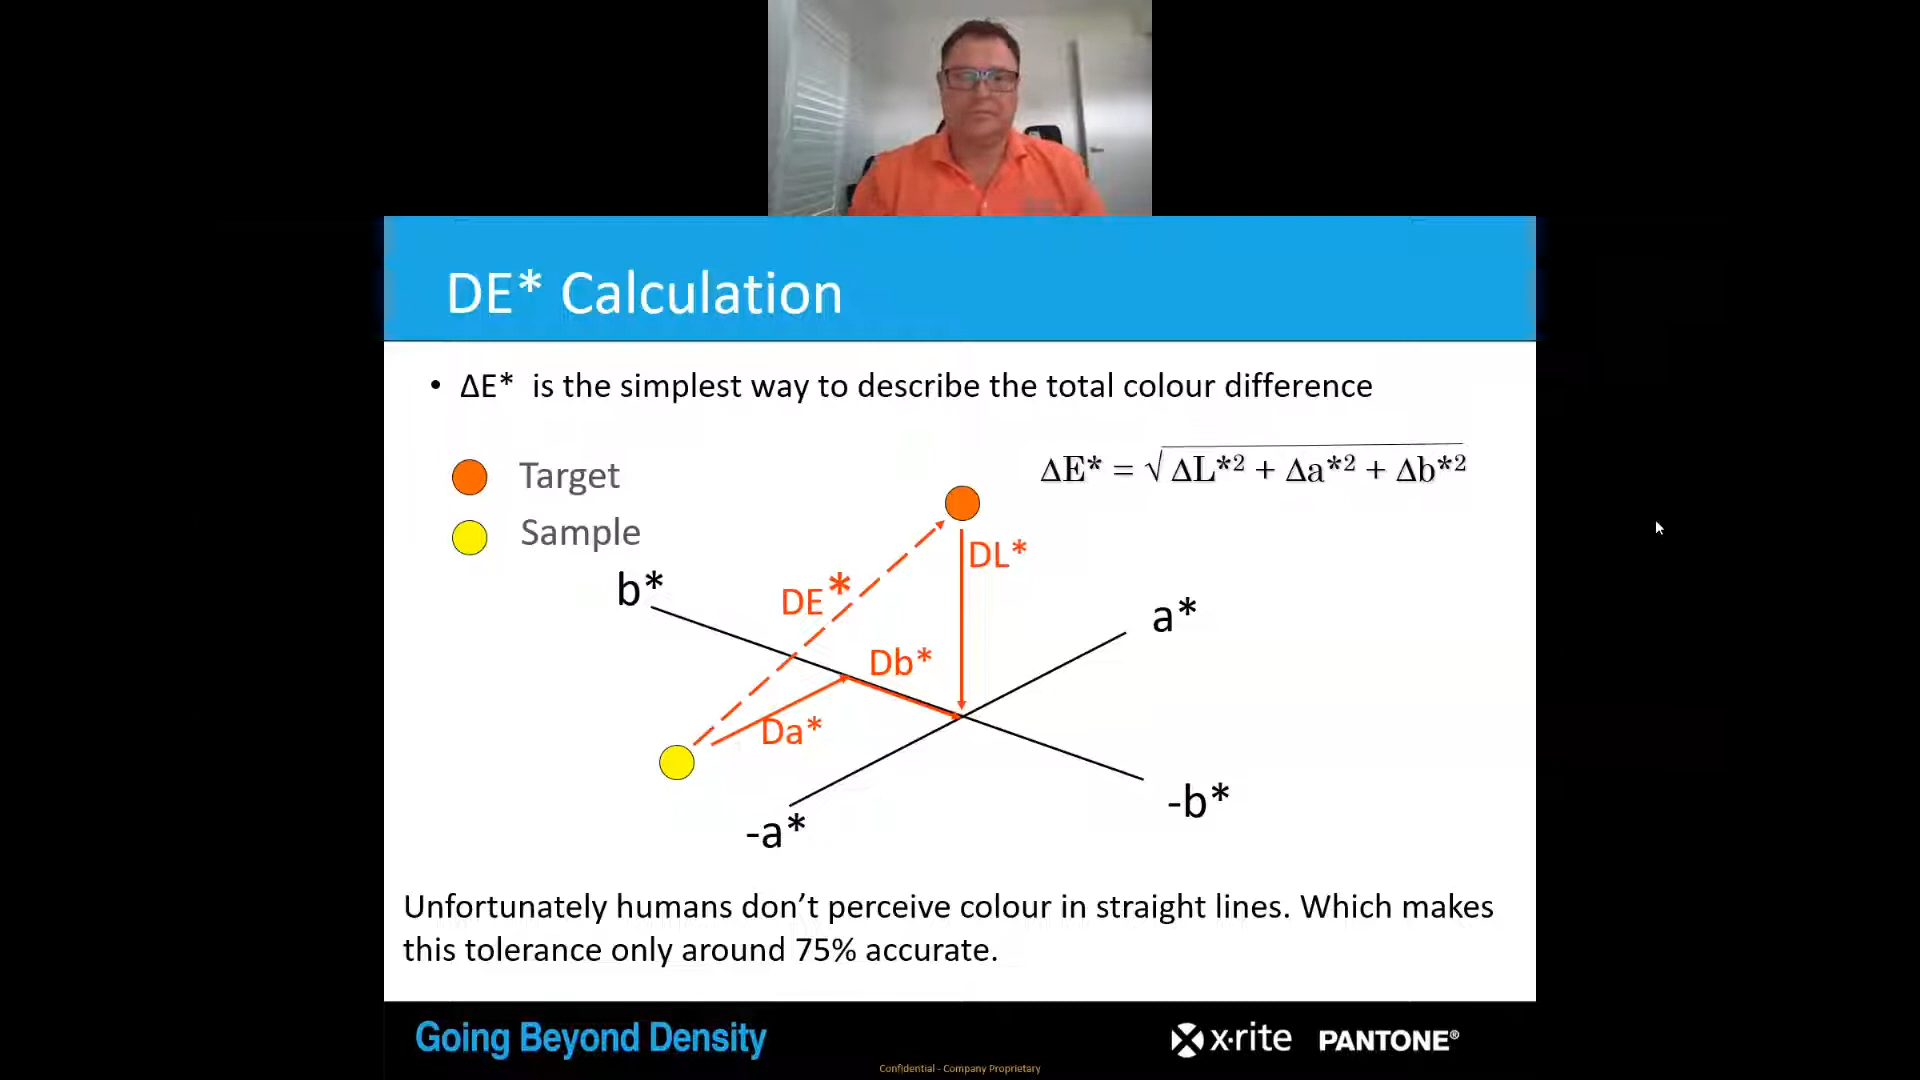 DE* Calculation
• ΔE* is the simplest way to describe the total colour difference
Target
ΔE* = √ΔL*² + Δa*² + Δb*²
Sample
DL*
b*
DE*
a*
Db*
Da*
-b*
-a*
Unfortunately humans don’t perceive colour in straight lines. Which makes
this tolerance only around 75% accurate.
Going Beyond Density
x·rite PANTONE®
Confidential - Company Proprietary